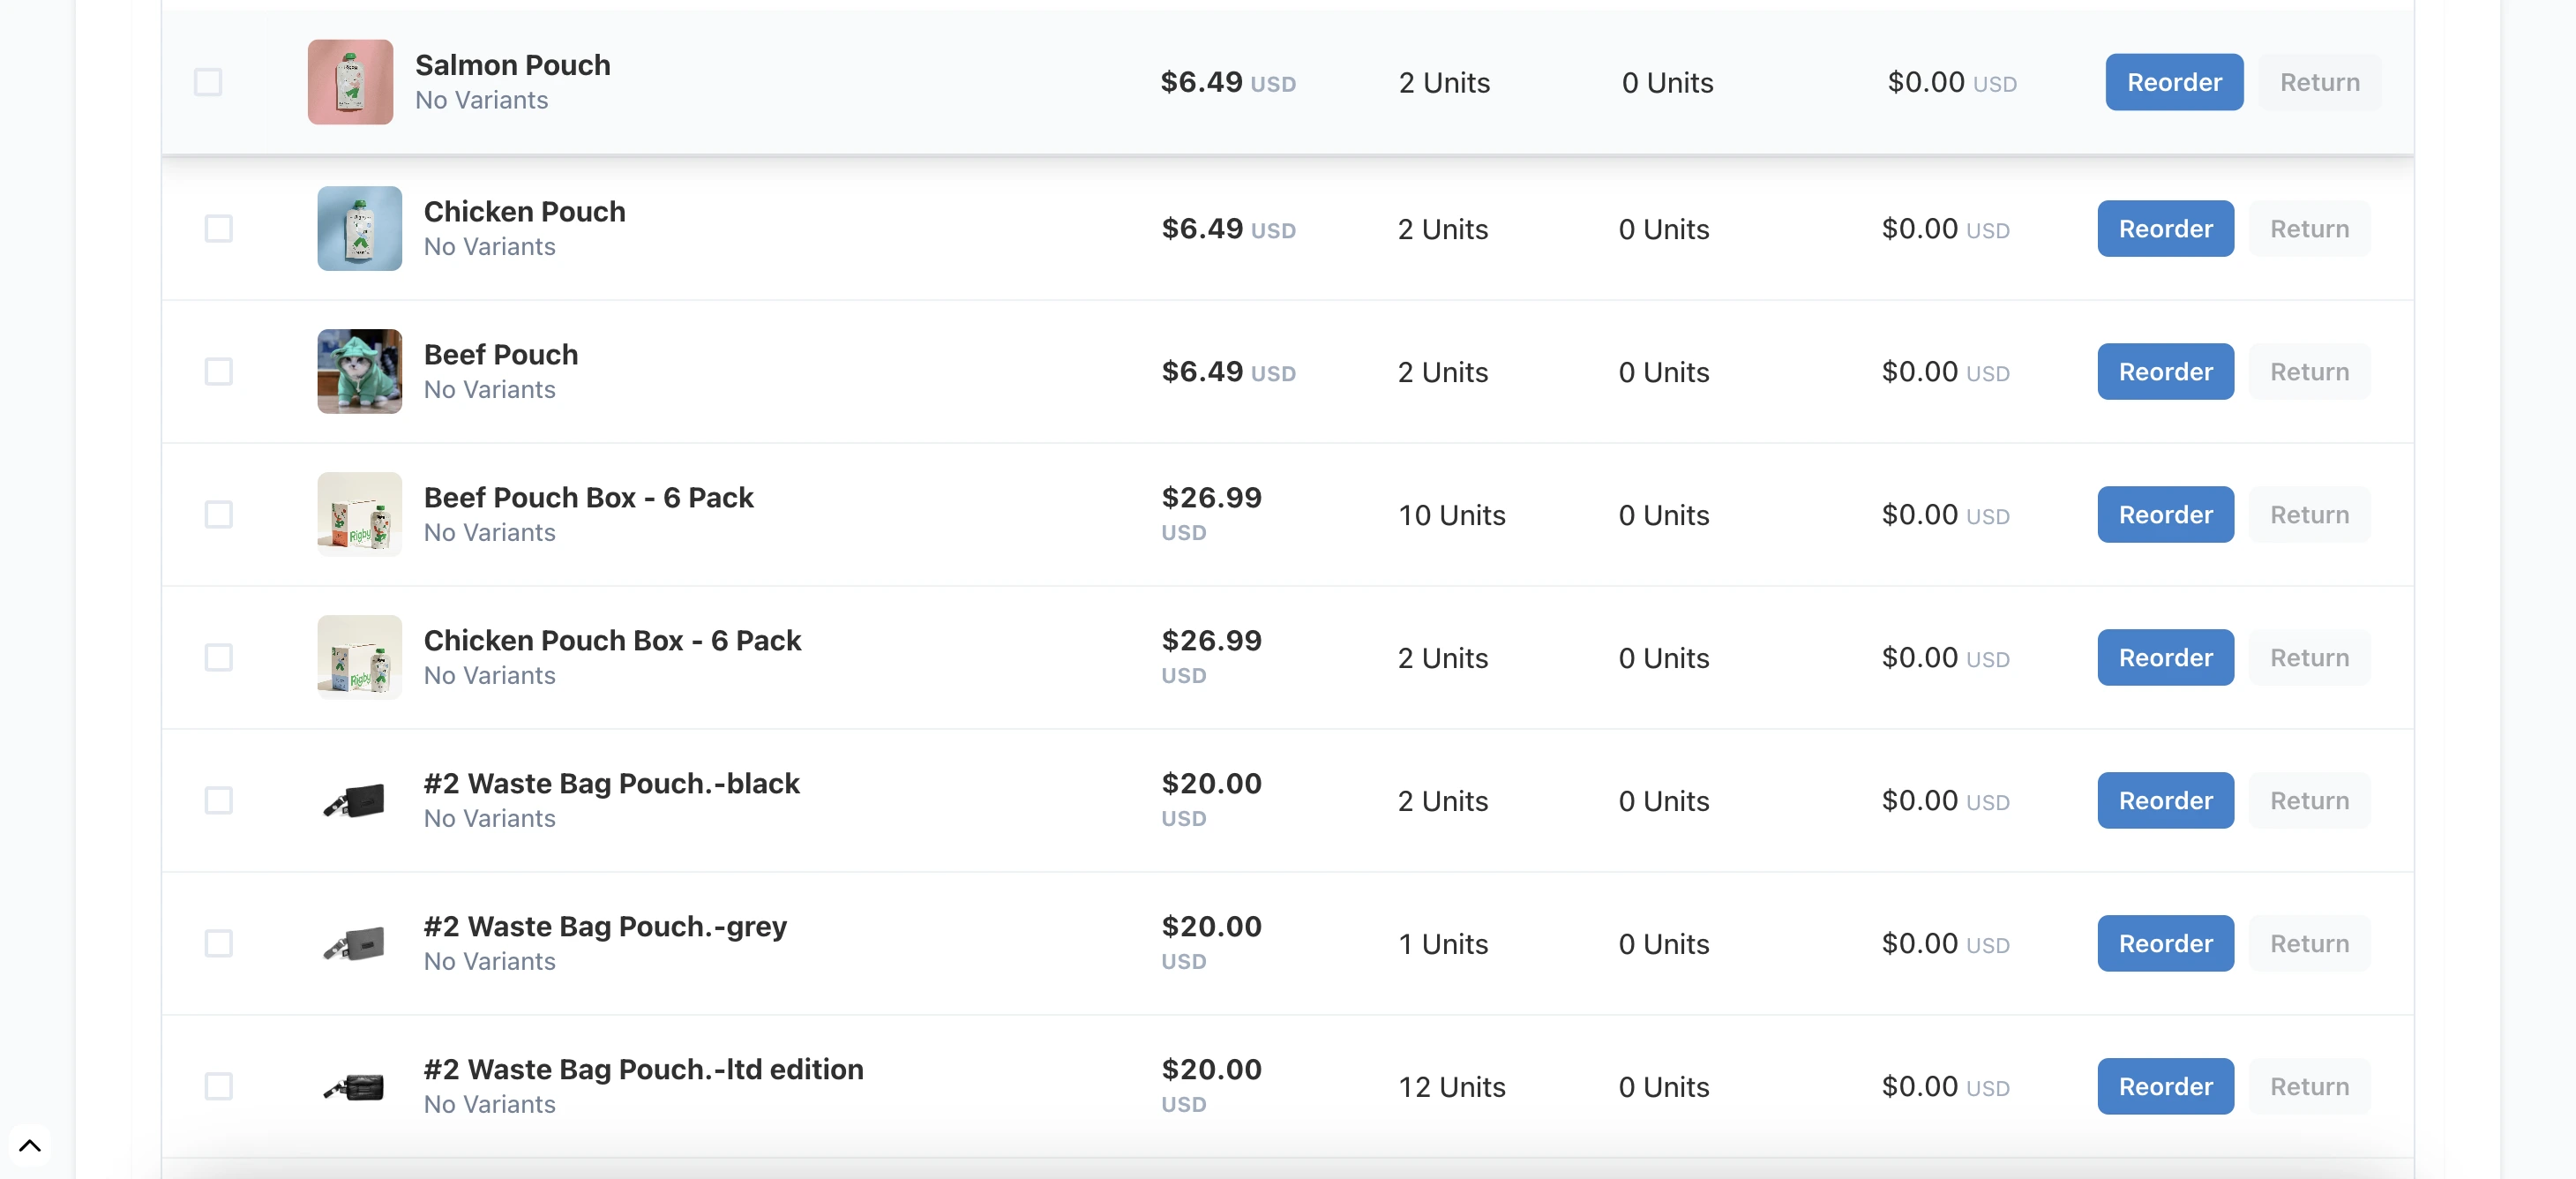 Salmon Pouch
No Variants
$6.49 USD
2 Units
0 Units
$0.00 USD
Reorder
Return
Chicken Pouch
No Variants
$6.49 USD
2 Units
0 Units
$0.00 USD
Reorder
Return
Beef Pouch
No Variants
$6.49 USD
2 Units
0 Units
$0.00 USD
Reorder
Return
Beef Pouch Box - 6 Pack
No Variants
$26.99
USD
10 Units
0 Units
$0.00 USD
Reorder
Return
Rigby
Chicken Pouch Box - 6 Pack
No Variants
$26.99
USD
2 Units
0 Units
$0.00 USD
Reorder
Return
Rigby
#2 Waste Bag Pouch.-black
No Variants
$20.00
USD
2 Units
0 Units
$0.00 USD
Reorder
Return
#2 Waste Bag Pouch.-grey
No Variants
$20.00
USD
1 Units
0 Units
$0.00 USD
Reorder
Return
#2 Waste Bag Pouch.-ltd edition
No Variants
$20.00
USD
12 Units
0 Units
$0.00 USD
Reorder
Return